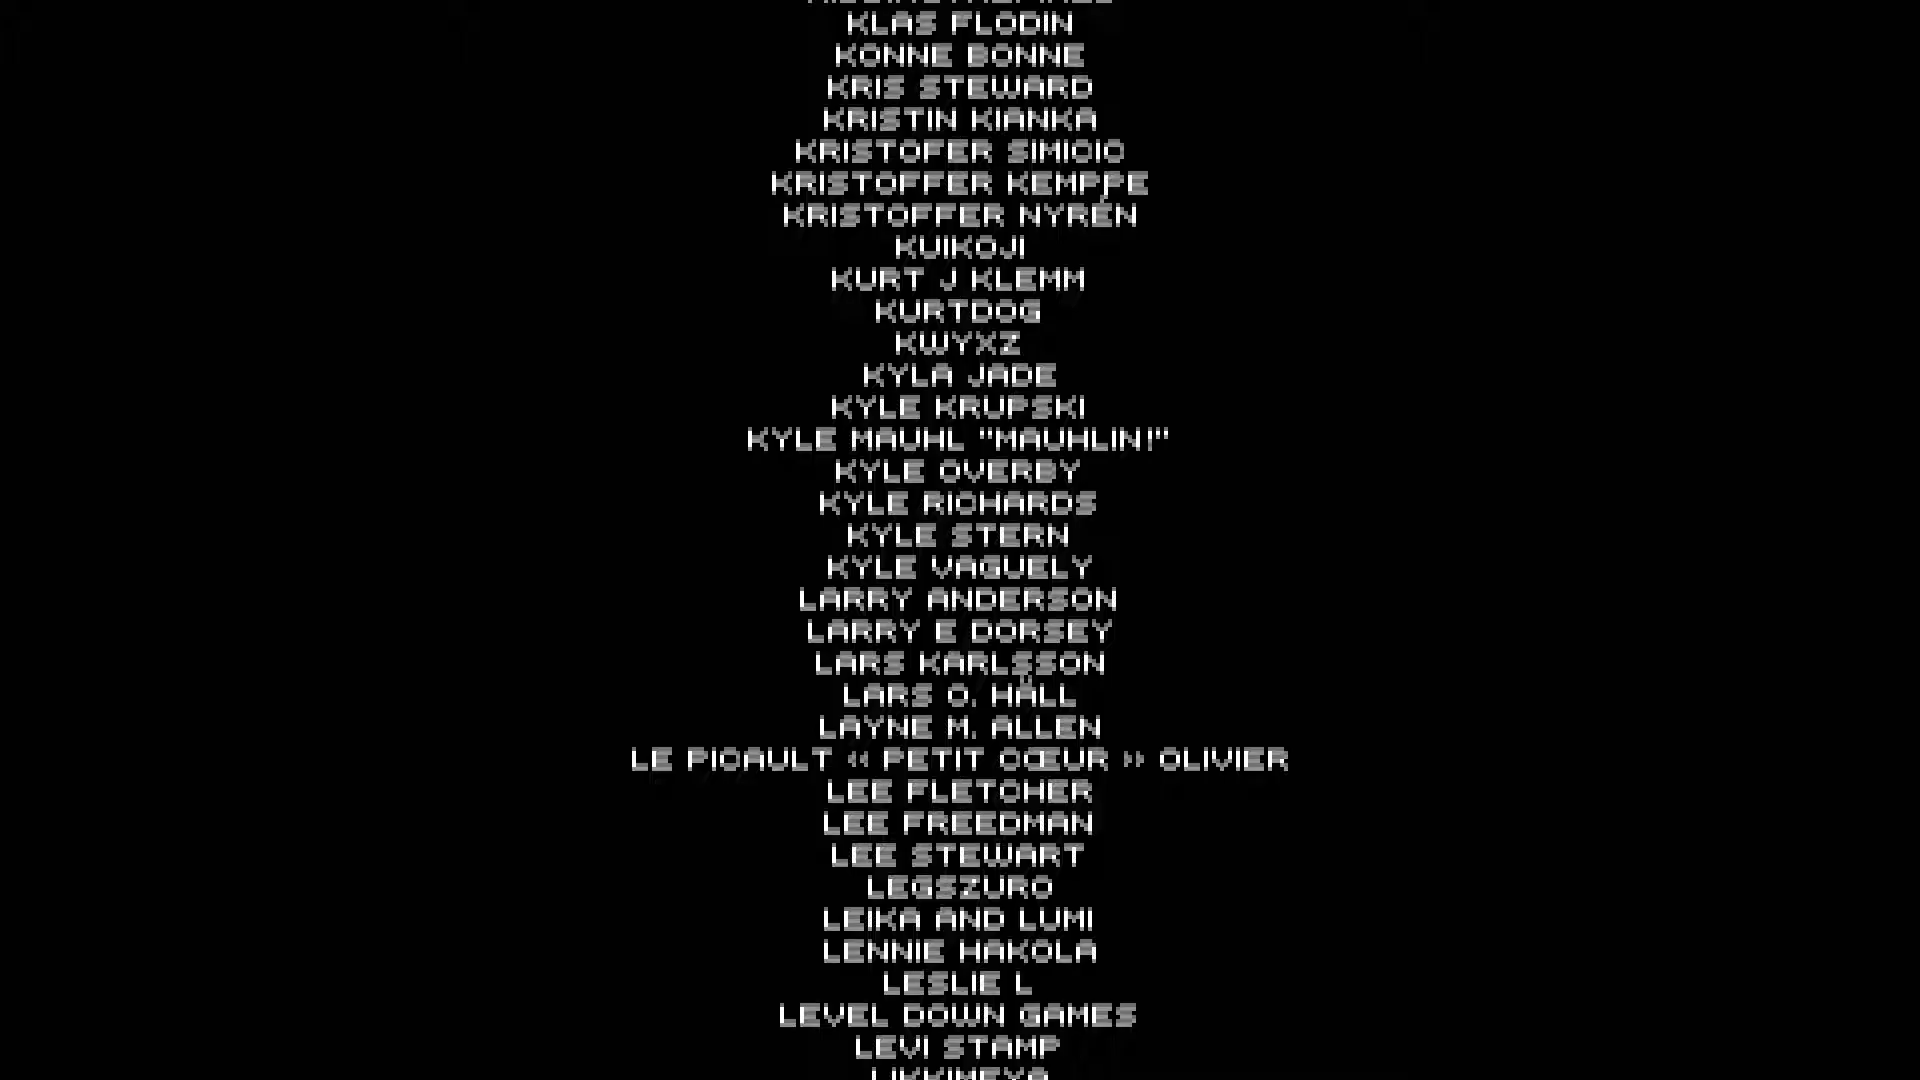 KLAS FLODIN
KONNE BONNE
KRIS STEWARD
KRISTIN KIANKA
KRISTOFER SIMICIC
KRISTOFFER KEMPPE
KRISTOFFER NYRÉN
KUIKOJI
KURT J KLEMM
KURTDOG
KWYXZ
KYLA JADE
KYLE KRUPSKI
KYLE MAUHL "MAUHLIN!"
KYLE OVERBY
KYLE RICHARDS
KYLE STERN
KYLE VAGUELY
LARRY ANDERSON
LARRY E DORSEY
LARS KARLSSON
LARS O. HÄLL
LAYNE M. ALLEN
LE PICAULT « PETIT CŒUR » OLIVIER
LEE FLETCHER
LEE FREEDMAN
LEE STEWART
LEGSZURO
LEIKA AND LUMI
LENNIE HAKOLA
LESLIE L
LEVEL DOWN GAMES
LEVI STAMP